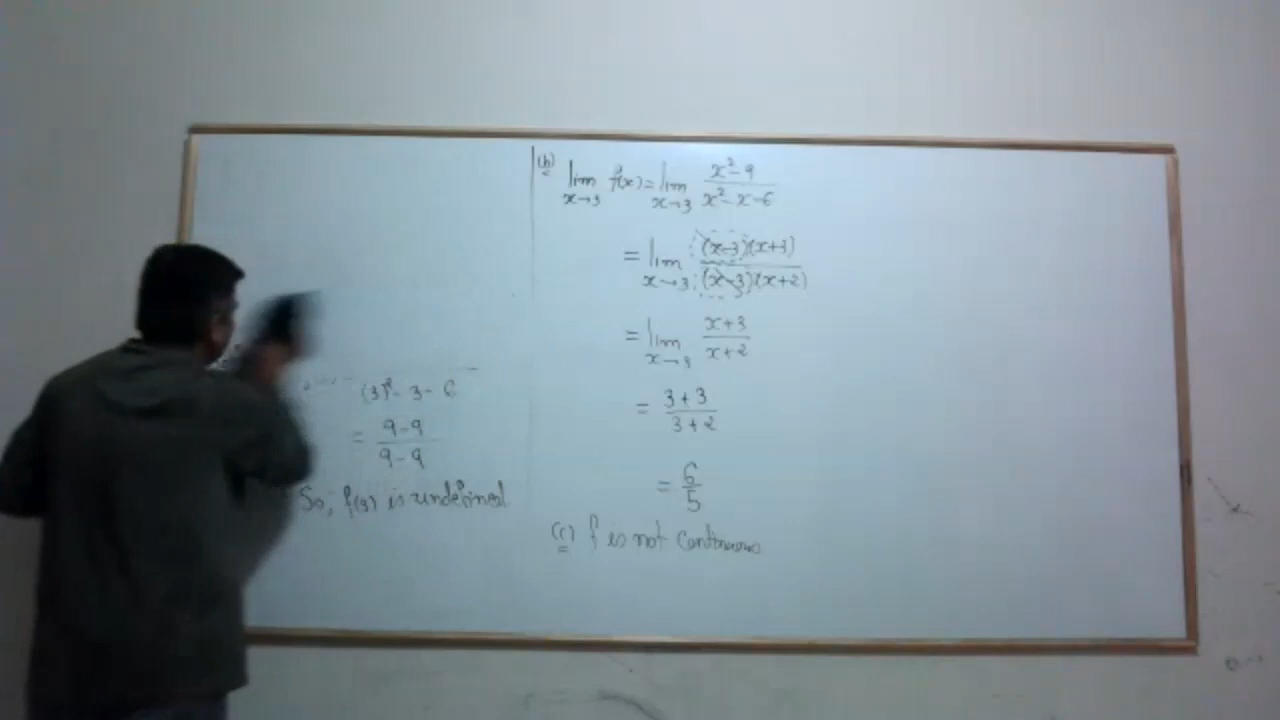 (3)² - 3 - 6
= 9-9 / 9-9
So, f(3) is undefined
(b) lim x→3 f(x) = lim x→3 x²-9 / x²-x-6
= lim x→3 (x-3)(x+3) / (x-3)(x+2)
= lim x→3 x+3 / x+2
= 3+3 / 3+2
= 6/5
(c) f is not continuous